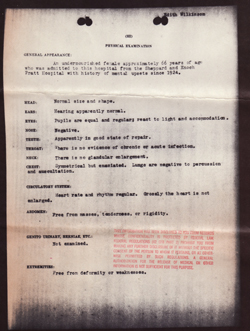 Edith Wilkinson
PHYSICAL EXAMINATION
GENERAL APPEARANCE:
An undernourished female approximately 66 years of age
who was admitted to this hospital from the Sheppard and Enoch
Pratt Hospital with history of mental upsets since 1924.
HEAD: Normal size and shape.
EARS: Hearing apparently normal.
EYES: Pupils are equal and regular; react to light and accommodation.
NOSE: Negative.
TEETH: Apparently in good state of repair.
THROAT: There is no evidence of chronic or acute infection.
NECK: There is no glandular enlargement.
CHEST: Symmetrical but emaciated. Lungs are negative to percussion
and auscultation.
CIRCULATORY SYSTEM:
Heart rate and rhythm regular. Grossly the heart is not
enlarged.
ABDOMEN:
Free from masses, tenderness, or rigidity.
GENITO URINARY, HERNIAE, ETC.:
Not examined.
EXTREMITIES:
Free from deformity or weaknesses.